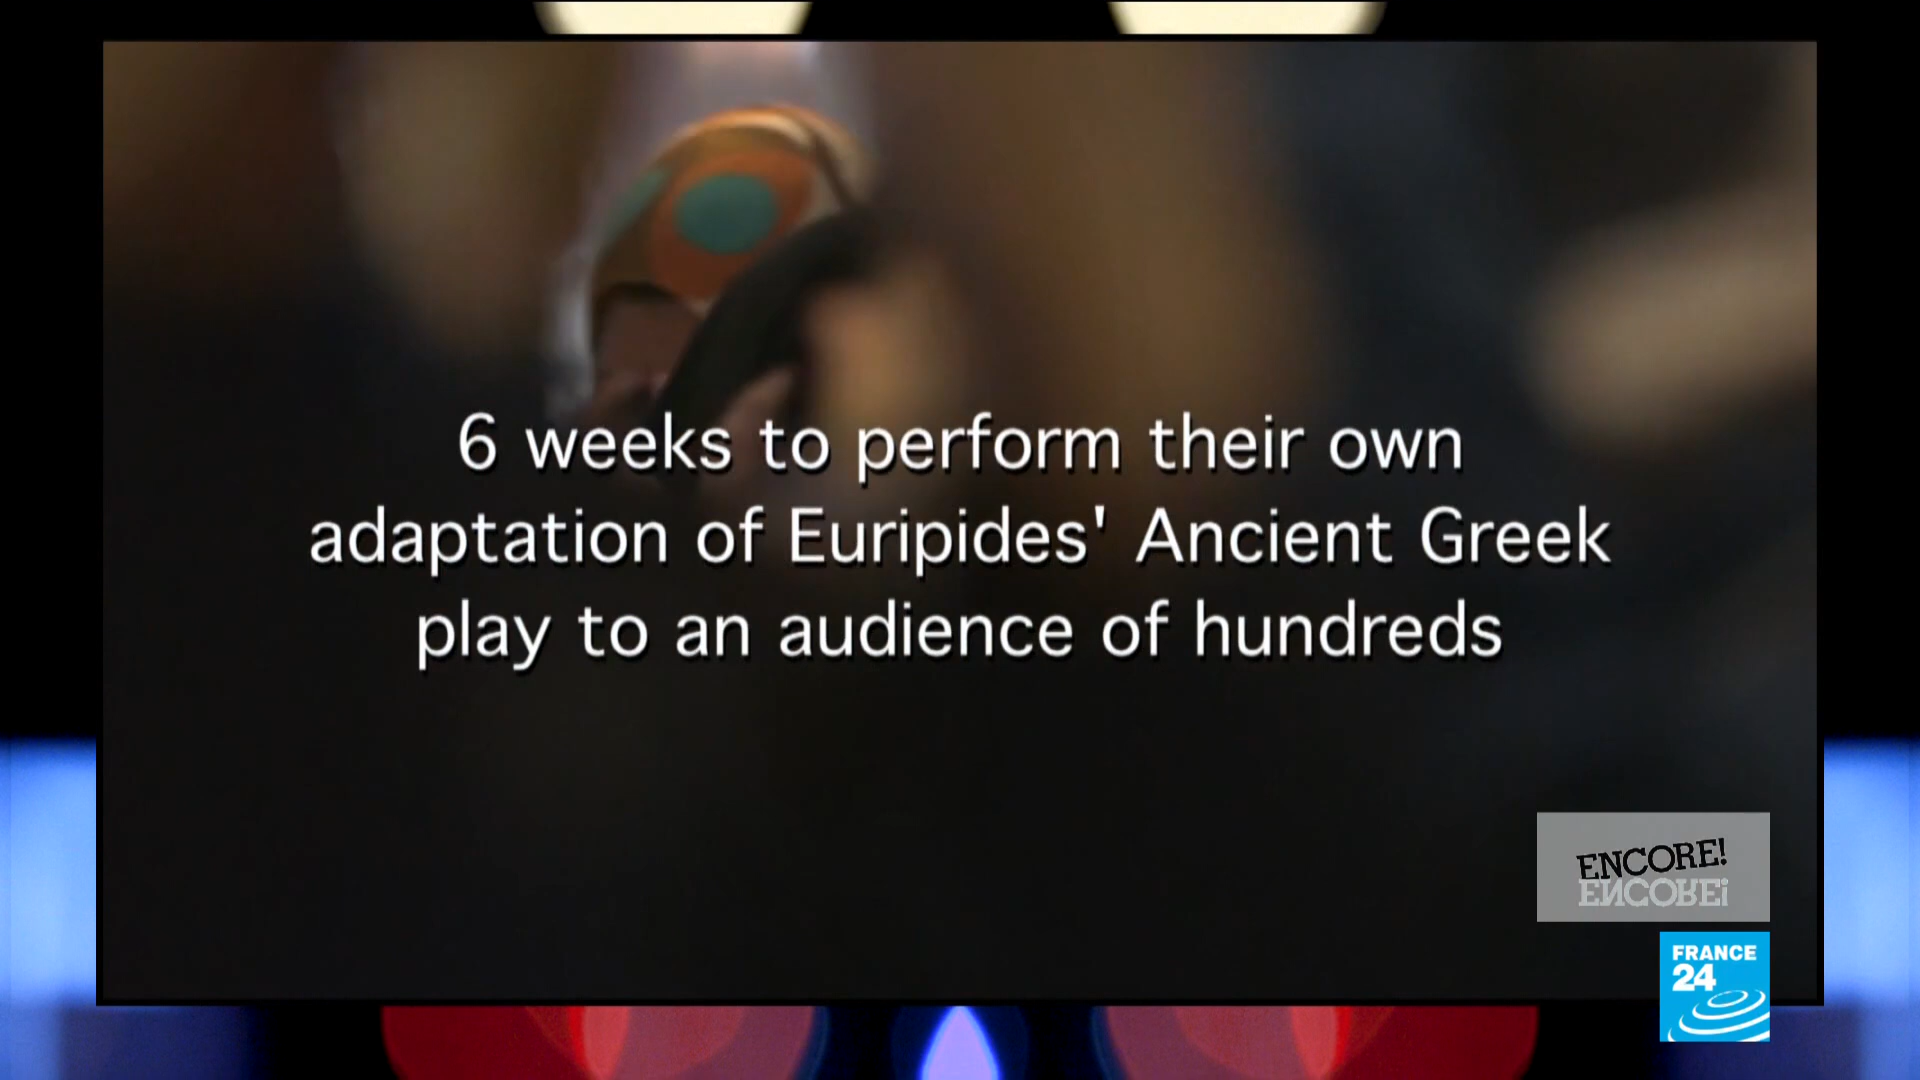 6 weeks to perform their own
adaptation of Euripides' Ancient Greek
play to an audience of hundreds
ENCORE!
ENCORE!
FRANCE
24